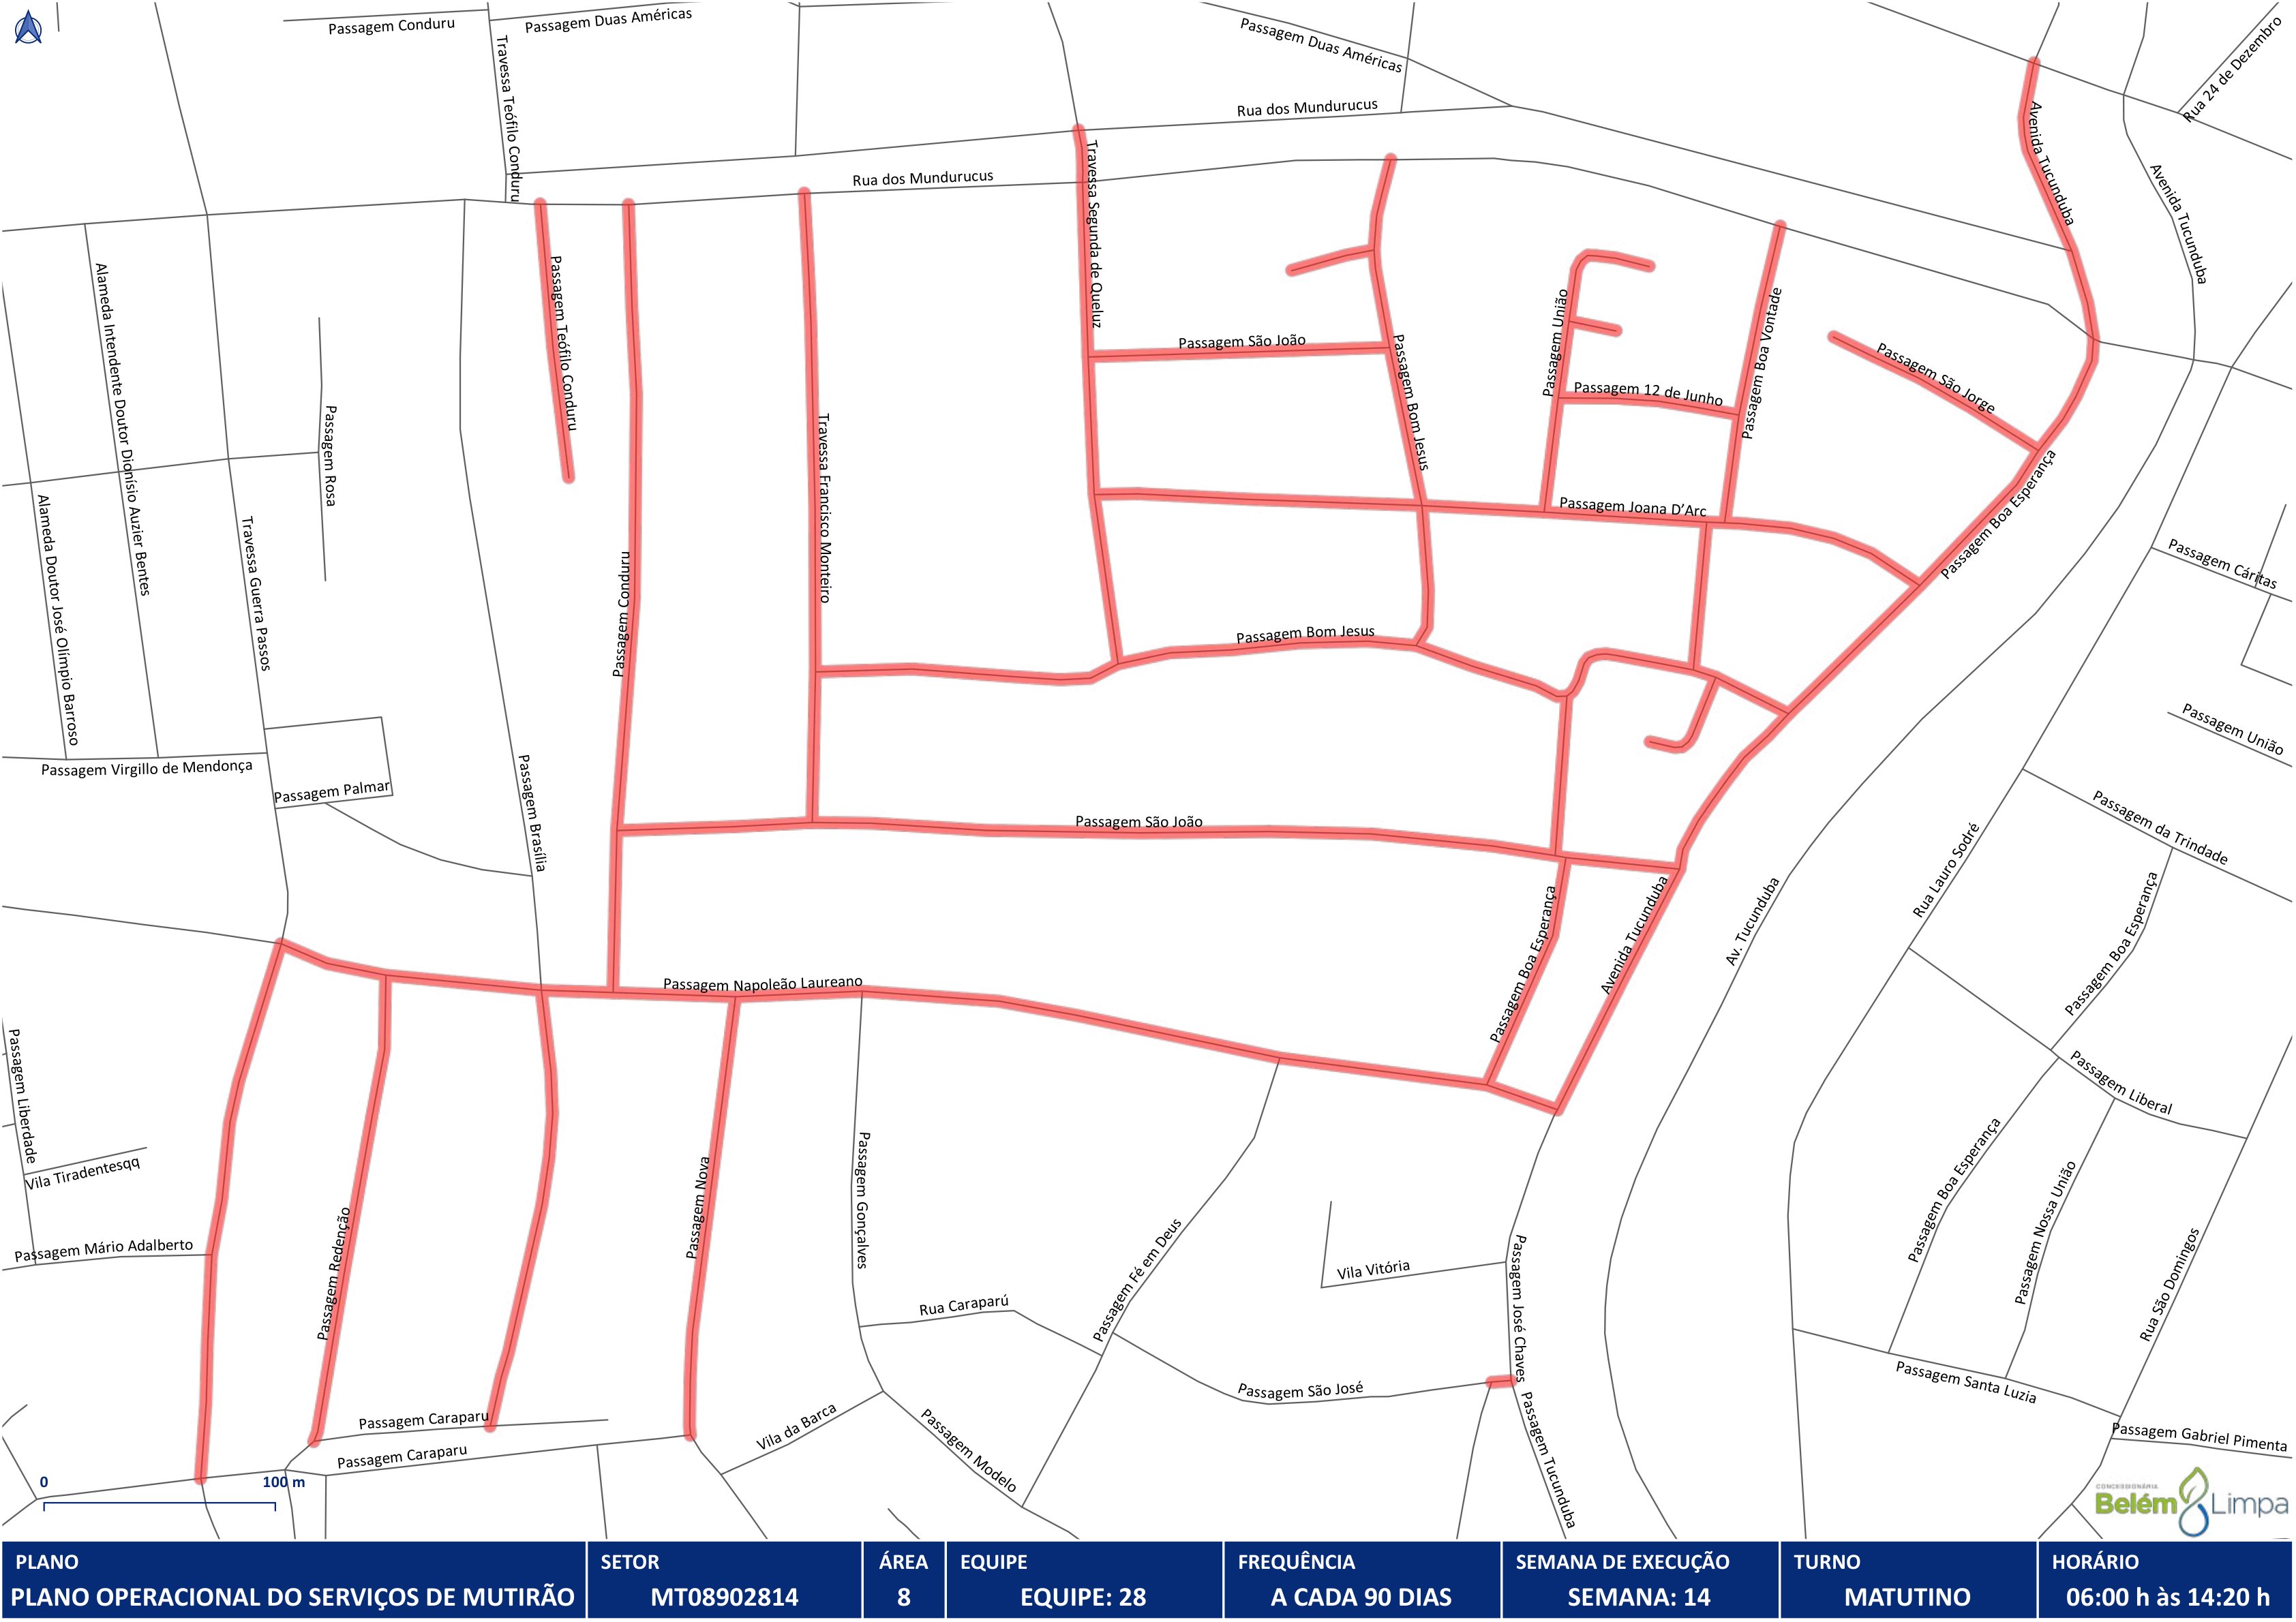 Passagem Conduru
Passagem Duas Américas
Passagem Duas Américas
Rua 24 de Dezembro
Travessa Teófilo Conduru
Rua dos Mundurucus
Rua dos Mundurucus
Avenida Tucunduba
Avenida Tucunduba
Travessa Segunda de Queluz
Alameda Intendente Doutor Dionísio Auzier Bentes
Passagem Teófilo Conduru
Passagem União
Passagem Boa Vontade
Passagem São João
Passagem Bom Jesus
Passagem São Jorge
Passagem 12 de Junho
Passagem Rosa
Travessa Francisco Monteiro
Alameda Doutor José Olímpio Barroso
Travessa Guerra Passos
Passagem Joana D’Arc
Passagem Boa Esperança
Passagem Cáritas
Passagem Conduru
Passagem Bom Jesus
Passagem União
Passagem Virgillo de Mendonça
Passagem Palmar
Passagem Brasília
Passagem São João
Passagem da Trindade
Rua Lauro Sodré
Av. Tucunduba
Passagem Boa Esperança
Avenida Tucunduba
Passagem Boa Esperança
Passagem Napoleão Laureano
Passagem Liberdade
Passagem Liberal
Vila Tiradentesqq
Passagem Nova
Passagem Gonçalves
Passagem Boa Esperança
Passagem Nossa União
Passagem Mário Adalberto
Passagem Redenção
Passagem Fé em Deus
Vila Vitória
Passagem José Chaves
Rua São Domingos
Rua Caraparú
Passagem São José
Passagem Santa Luzia
Passagem Caraparu
Vila da Barca
Passagem Modelo
Passagem Tucunduba
Passagem Gabriel Pimenta
Passagem Caraparu
0
100 m
CONCESSIONÁRIA
Belém Limpa
PLANO
PLANO OPERACIONAL DO SERVIÇOS DE MUTIRÃO
SETOR
MT08902814
ÁREA
8
EQUIPE
EQUIPE: 28
FREQUÊNCIA
A CADA 90 DIAS
SEMANA DE EXECUÇÃO
SEMANA: 14
TURNO
MATUTINO
HORÁRIO
06:00 h às 14:20 h